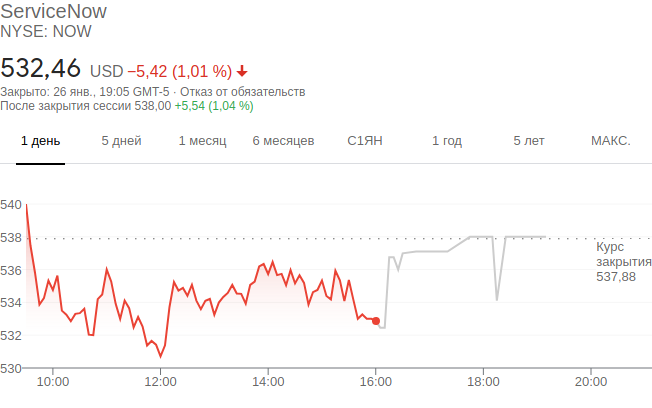 ServiceNow
NYSE: NOW
532,46 USD −5,42 (1,01 %)
Закрыто: 26 янв., 19:05 GMT-5 · Отказ от обязательств
После закрытия сессии 538,00 +5,54 (1,04 %)
1 день 5 дней 1 месяц 6 месяцев С1ЯН 1 год 5 лет МАКС.
540
538
536
534
532
530
Курс
закрытия
537,88
10:00 12:00 14:00 16:00 18:00 20:00